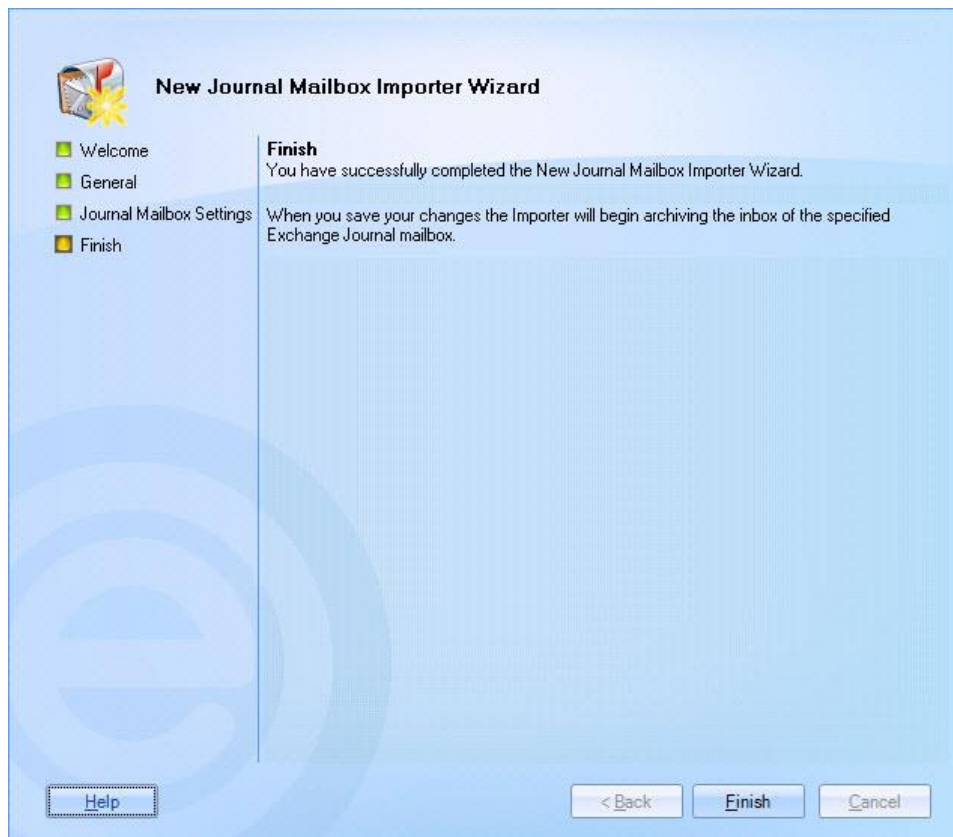 New Journal Mailbox Importer Wizard
Welcome
General
Journal Mailbox Settings
Finish
Finish
You have successfully completed the New Journal Mailbox Importer Wizard.
When you save your changes the Importer will begin archiving the inbox of the specified
Exchange Journal mailbox.
Help
< Back
Finish
Cancel